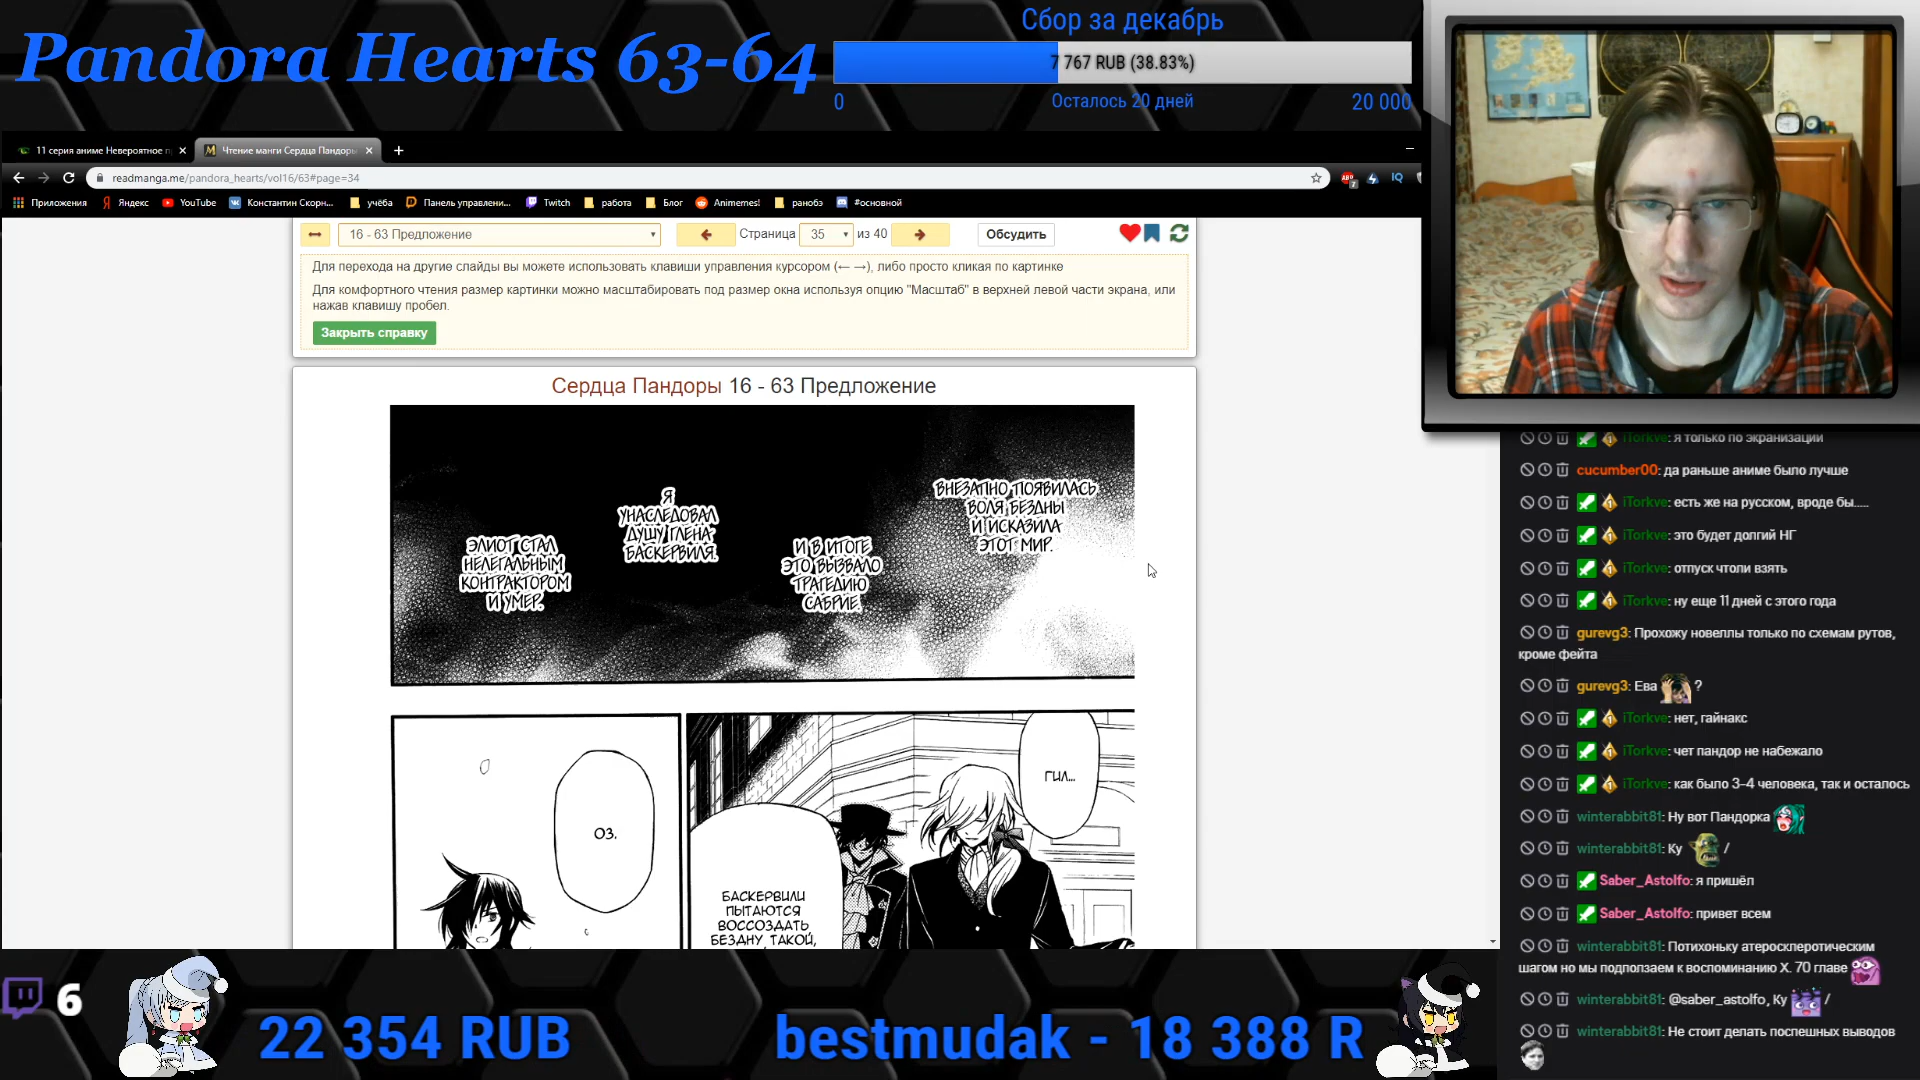 Pandora Hearts 63-64
Сбор за декабрь
7 767 RUB (38.83%)
0
Осталось 20 дней
20 000
11 серия аниме Невероятное п
Чтение манги Сердца Пандоры
readmanga.me/pandora_hearts/vol16/63#page=34
Приложения
Яндекс
YouTube
Константин Скорн...
учёба
Панель управлени...
Twitch
работа
Блог
Animemes!
ранобэ
#основной
16 - 63 Предложение
Страница
35
из 40
Обсудить
Для перехода на другие слайды вы можете использовать клавиши управления курсором (← →), либо просто кликая по картинке
Для комфортного чтения размер картинки можно масштабировать под размер окна используя опцию "Масштаб" в верхней левой части экрана, или
нажав клавишу пробел.
Закрыть справку
Сердца Пандоры 16 - 63 Предложение
ВНЕЗАПНО ПОЯВИЛАСЬ
ВОЛЯ БЕЗДНЫ
И ИСКАЗИЛА
ЭТОТ МИР.
И В ИТОГЕ
ЭТО ВЫЗВАЛО
ТРАГЕДИЮ
САБРИЕ.
Я
УНАСЛЕДОВАЛ
ДУШУ ГЛЕНА
БАСКЕРВИЛЯ.
ЭЛИОТ СТАЛ
НЕЛЕГАЛЬНЫМ
КОНТРАКТОРОМ
И УМЕР.
ГИЛ...
БАСКЕРВИЛИ
ПЫТАЮТСЯ
ВОССОЗДАТЬ
БЕЗДНУ ТАКОЙ,
ОЗ.
iTorkve: я только по экранизации
cucumber00: да раньше аниме было лучше
iTorkve: есть же на русском, вроде бы.....
iTorkve: это будет долгий НГ
iTorkve: отпуск чтоли взять
iTorkve: ну еще 11 дней с этого года
gurevg3: Прохожу новеллы только по схемам рутов,
кроме фейта
gurevg3: Ева ?
iTorkve: нет, гайнакс
iTorkve: чет пандор не набежало
iTorkve: как было 3-4 человека, так и осталось
winterabbit81: Ну вот Пандорка
winterabbit81: Ку /
Saber_Astolfo: я пришёл
Saber_Astolfo: привет всем
winterabbit81: Потихоньку атеросклеротическим
шагом но мы подползаем к воспоминанию Х. 70 главе
winterabbit81: @saber_astolfo, Ку /
winterabbit81: Не стоит делать поспешных выводов
6
22 354 RUB
bestmudak - 18 388 R